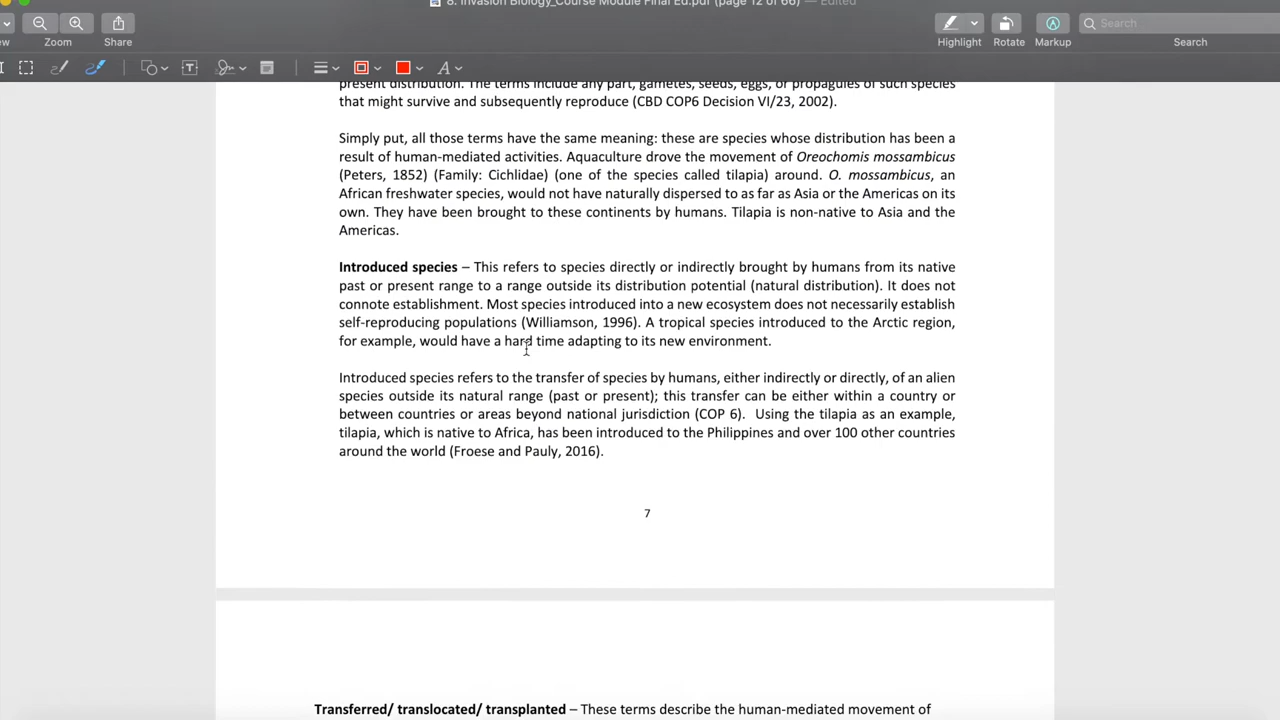 8. Invasion Biology_Course Module Final Ed.pdf (page 12 of 66) — Edited
Zoom
Share
Highlight
Rotate
Markup
Search
Search
present distribution. The terms include any part, gametes, seeds, eggs, or propagules of such species
that might survive and subsequently reproduce (CBD COP6 Decision VI/23, 2002).
Simply put, all those terms have the same meaning: these are species whose distribution has been a
result of human-mediated activities. Aquaculture drove the movement of Oreochomis mossambicus
(Peters, 1852) (Family: Cichlidae) (one of the species called tilapia) around. O. mossambicus, an
African freshwater species, would not have naturally dispersed to as far as Asia or the Americas on its
own. They have been brought to these continents by humans. Tilapia is non-native to Asia and the
Americas.
Introduced species – This refers to species directly or indirectly brought by humans from its native
past or present range to a range outside its distribution potential (natural distribution). It does not
connote establishment. Most species introduced into a new ecosystem does not necessarily establish
self-reproducing populations (Williamson, 1996). A tropical species introduced to the Arctic region,
for example, would have a hard time adapting to its new environment.
Introduced species refers to the transfer of species by humans, either indirectly or directly, of an alien
species outside its natural range (past or present); this transfer can be either within a country or
between countries or areas beyond national jurisdiction (COP 6). Using the tilapia as an example,
tilapia, which is native to Africa, has been introduced to the Philippines and over 100 other countries
around the world (Froese and Pauly, 2016).
7
Transferred/ translocated/ transplanted – These terms describe the human-mediated movement of